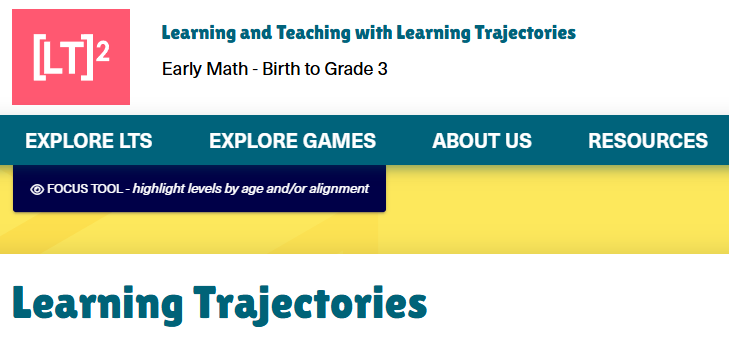 [LT]²
Learning and Teaching with Learning Trajectories
Early Math - Birth to Grade 3
EXPLORE LTS EXPLORE GAMES ABOUT US RESOURCES
FOCUS TOOL - highlight levels by age and/or alignment
Learning Trajectories